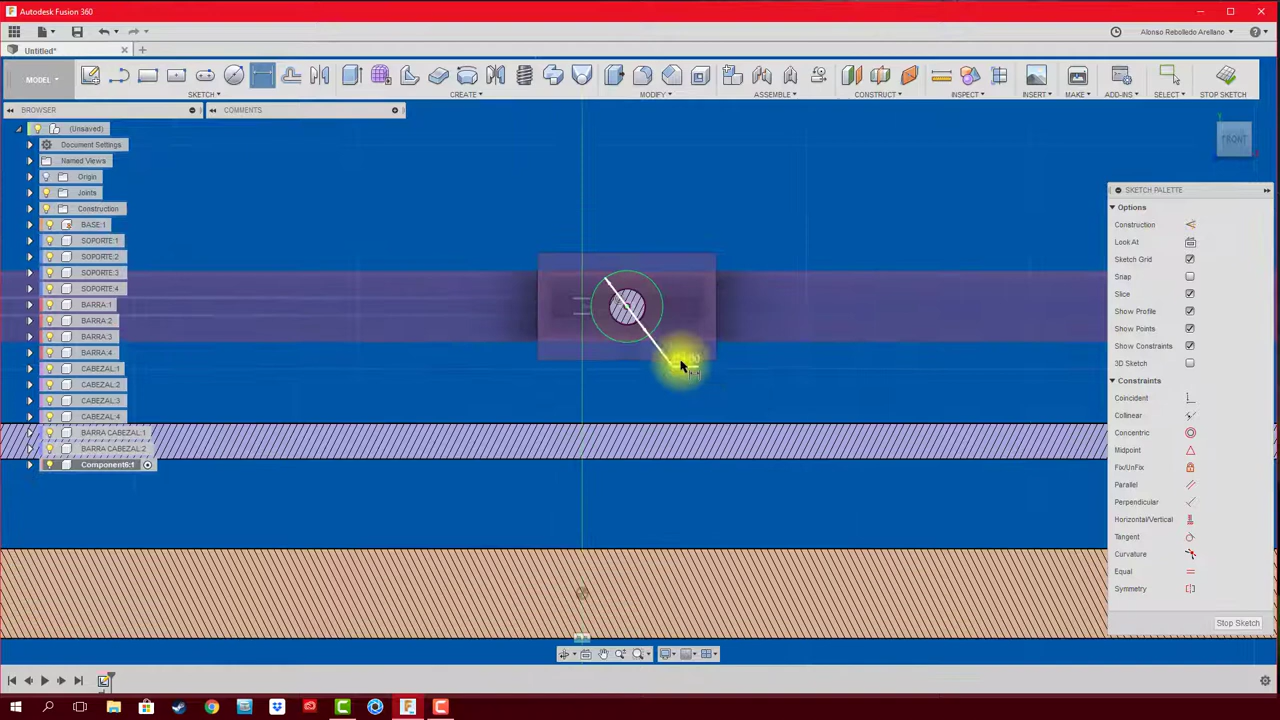 Autodesk Fusion 360
Untitled*
Alonso Rebolledo Arellano
MODEL
SKETCH
CREATE
MODIFY
ASSEMBLE
CONSTRUCT
INSPECT
INSERT
MAKE
ADD-INS
SELECT
STOP SKETCH
BROWSER
COMMENTS
(Unsaved)
Document Settings
Named Views
Origin
Joints
Construction
BASE:1
SOPORTE:1
SOPORTE:2
SOPORTE:3
SOPORTE:4
BARRA:1
BARRA:2
BARRA:3
BARRA:4
CABEZAL:1
CABEZAL:2
CABEZAL:3
CABEZAL:4
BARRA CABEZAL:1
BARRA CABEZAL:2
Component6:1
FRONT
SKETCH PALETTE
Options
Construction
Look At
Sketch Grid
Snap
Slice
Show Profile
Show Points
Show Constraints
3D Sketch
Constraints
Coincident
Collinear
Concentric
Midpoint
Fix/UnFix
Parallel
Perpendicular
Horizontal/Vertical
Tangent
Curvature
Equal
Symmetry
Stop Sketch